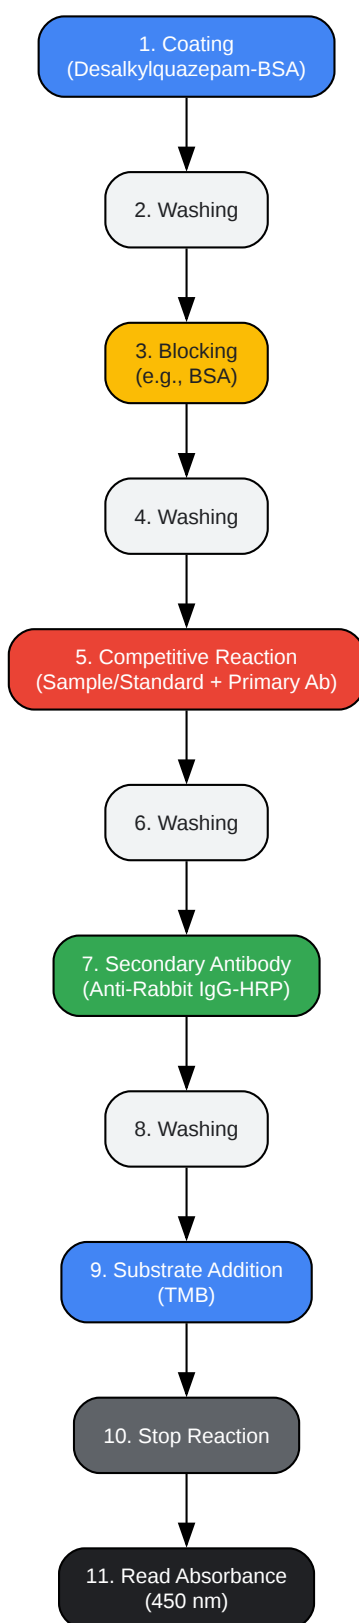 1. Coating
(Desalkylquazepam-BSA)
2. Washing
3. Blocking
(e.g., BSA)
4. Washing
5. Competitive Reaction
(Sample/Standard + Primary Ab)
6. Washing
7. Secondary Antibody
(Anti-Rabbit IgG-HRP)
8. Washing
9. Substrate Addition
(TMB)
10. Stop Reaction
11. Read Absorbance
(450 nm)